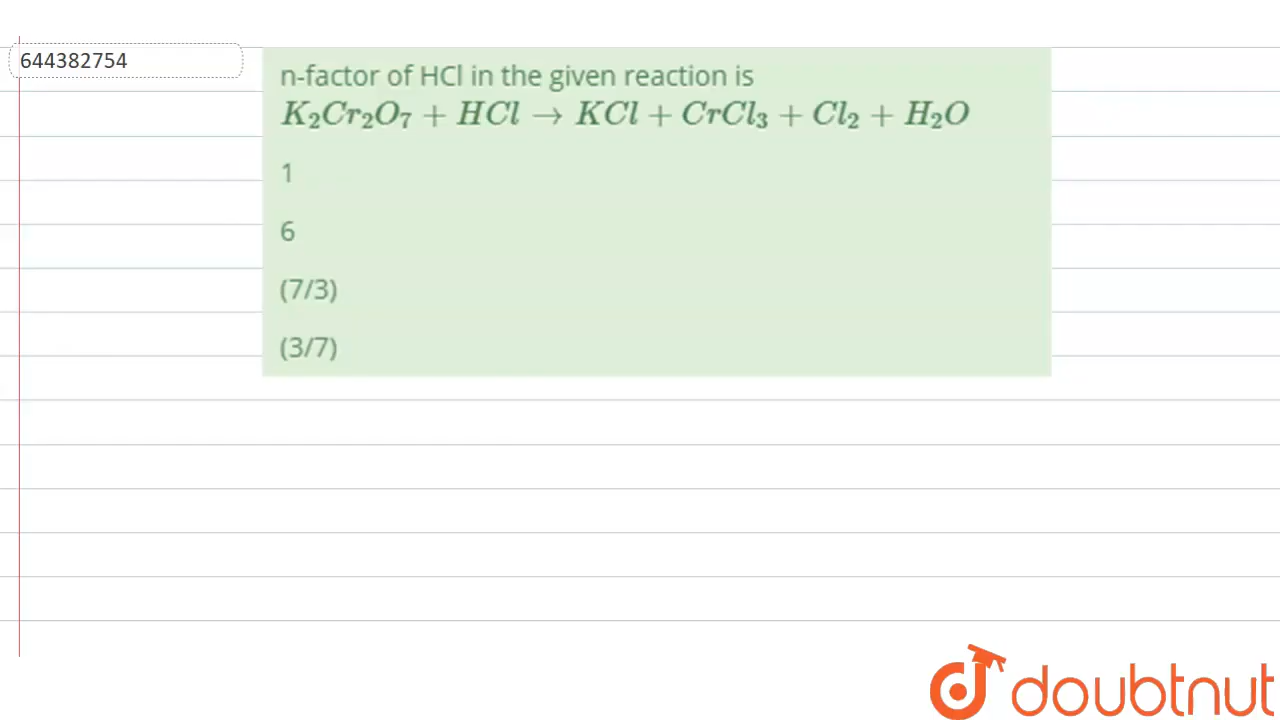 644382754
n-factor of HCl in the given reaction is
K₂Cr₂O₇ + HCl → KCl + CrCl₃ + Cl₂ + H₂O
1
6
(7/3)
(3/7)
doubtnut